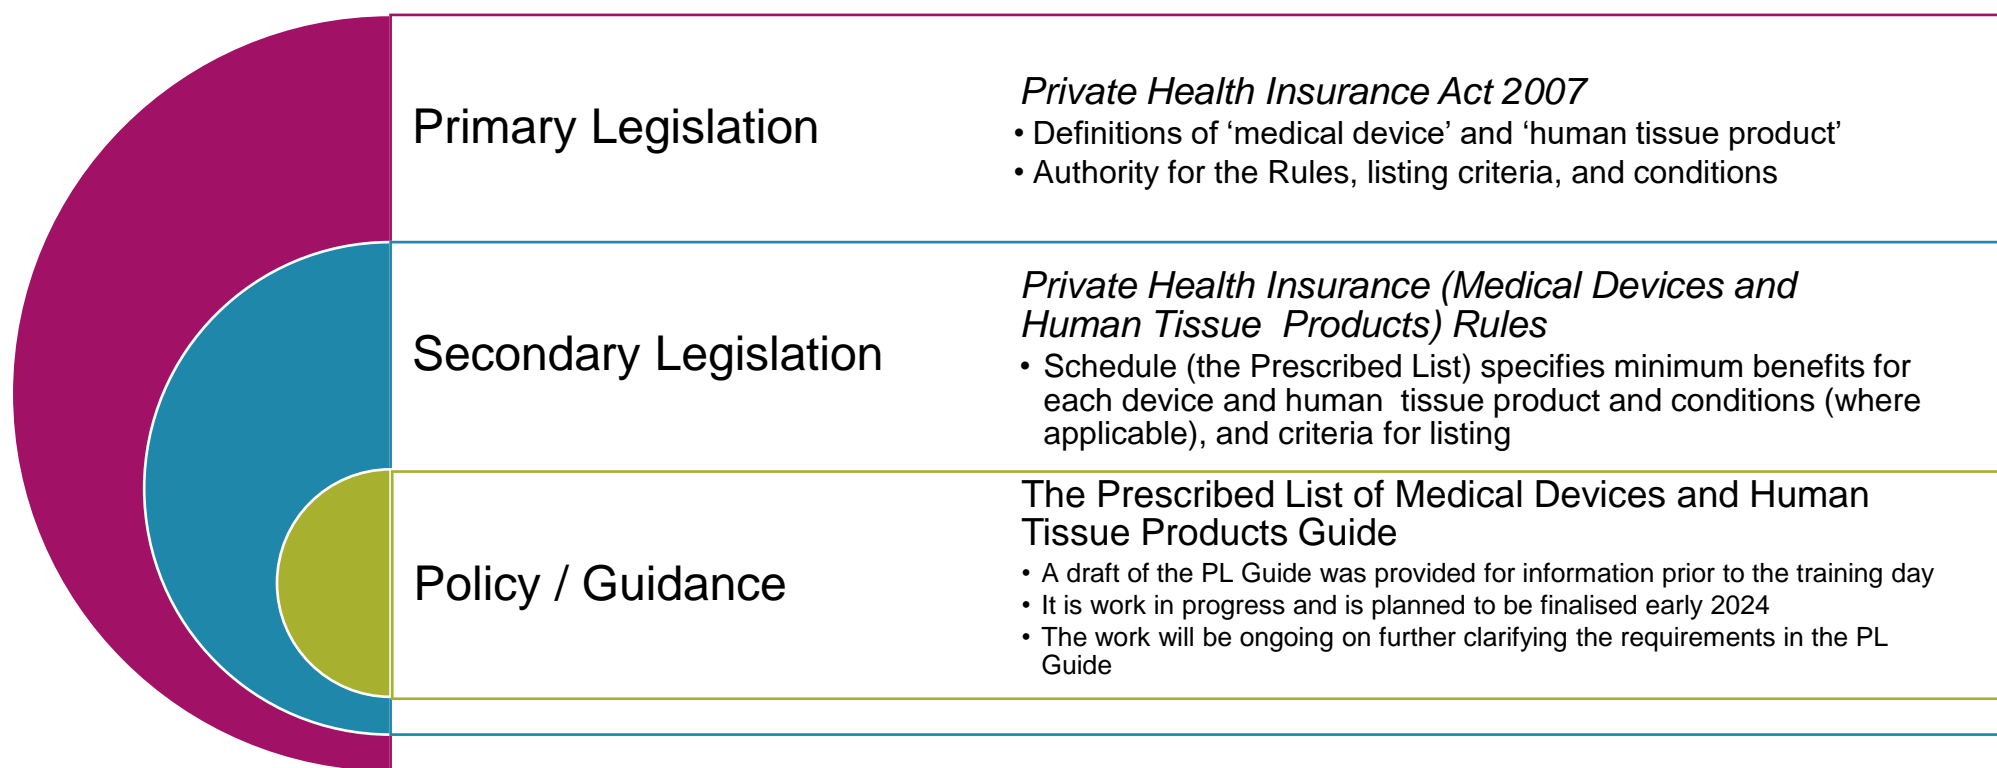 Primary Legislation
Private Health Insurance Act 2007
• Definitions of ‘medical device’ and ‘human tissue product’
• Authority for the Rules, listing criteria, and conditions
Secondary Legislation
Private Health Insurance (Medical Devices and
Human Tissue  Products) Rules
• Schedule (the Prescribed List) specifies minimum benefits for
each device and human  tissue product and conditions (where
applicable), and criteria for listing
Policy / Guidance
The Prescribed List of Medical Devices and Human
Tissue Products Guide
• A draft of the PL Guide was provided for information prior to the training day
• It is work in progress and is planned to be finalised early 2024
• The work will be ongoing on further clarifying the requirements in the PL
Guide